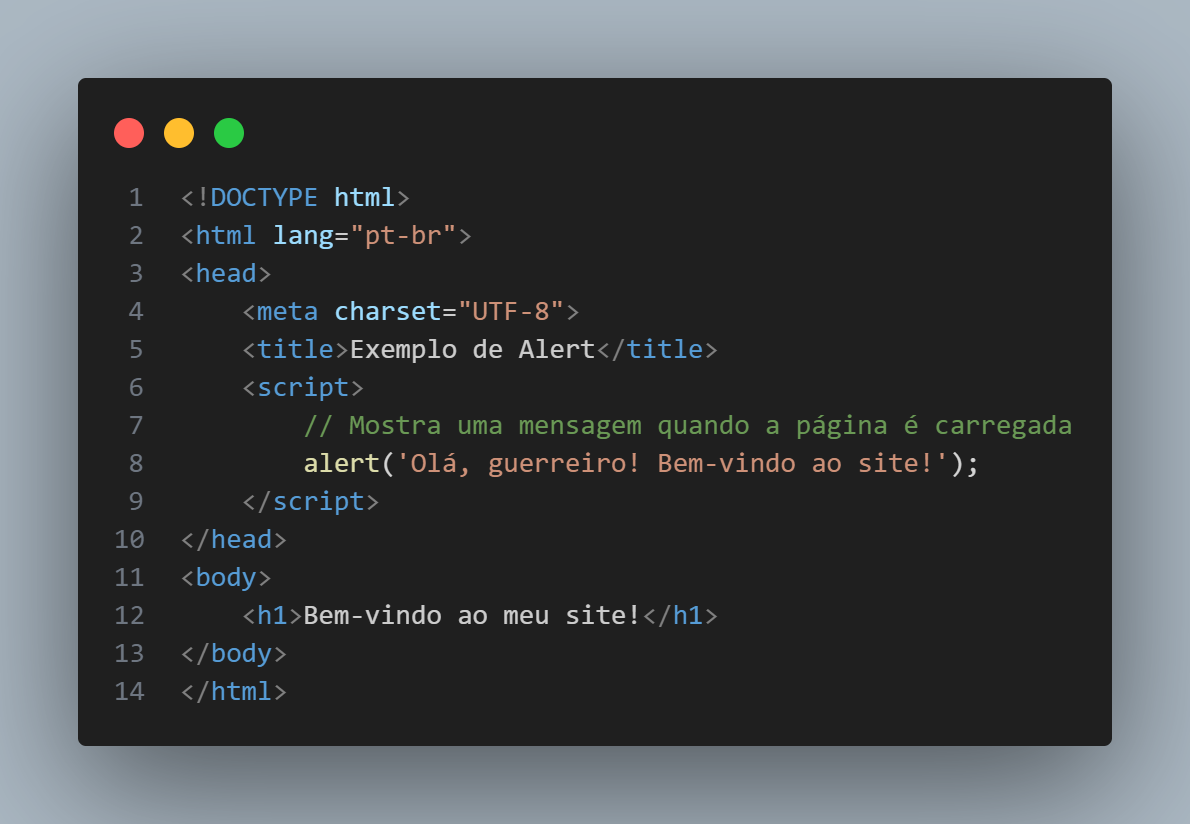 1 <!DOCTYPE html>
2 <html lang="pt-br">
3 <head>
4     <meta charset="UTF-8">
5     <title>Exemplo de Alert</title>
6     <script>
7         // Mostra uma mensagem quando a página é carregada
8         alert('Olá, guerreiro! Bem-vindo ao site!');
9     </script>
10 </head>
11 <body>
12     <h1>Bem-vindo ao meu site!</h1>
13 </body>
14 </html>